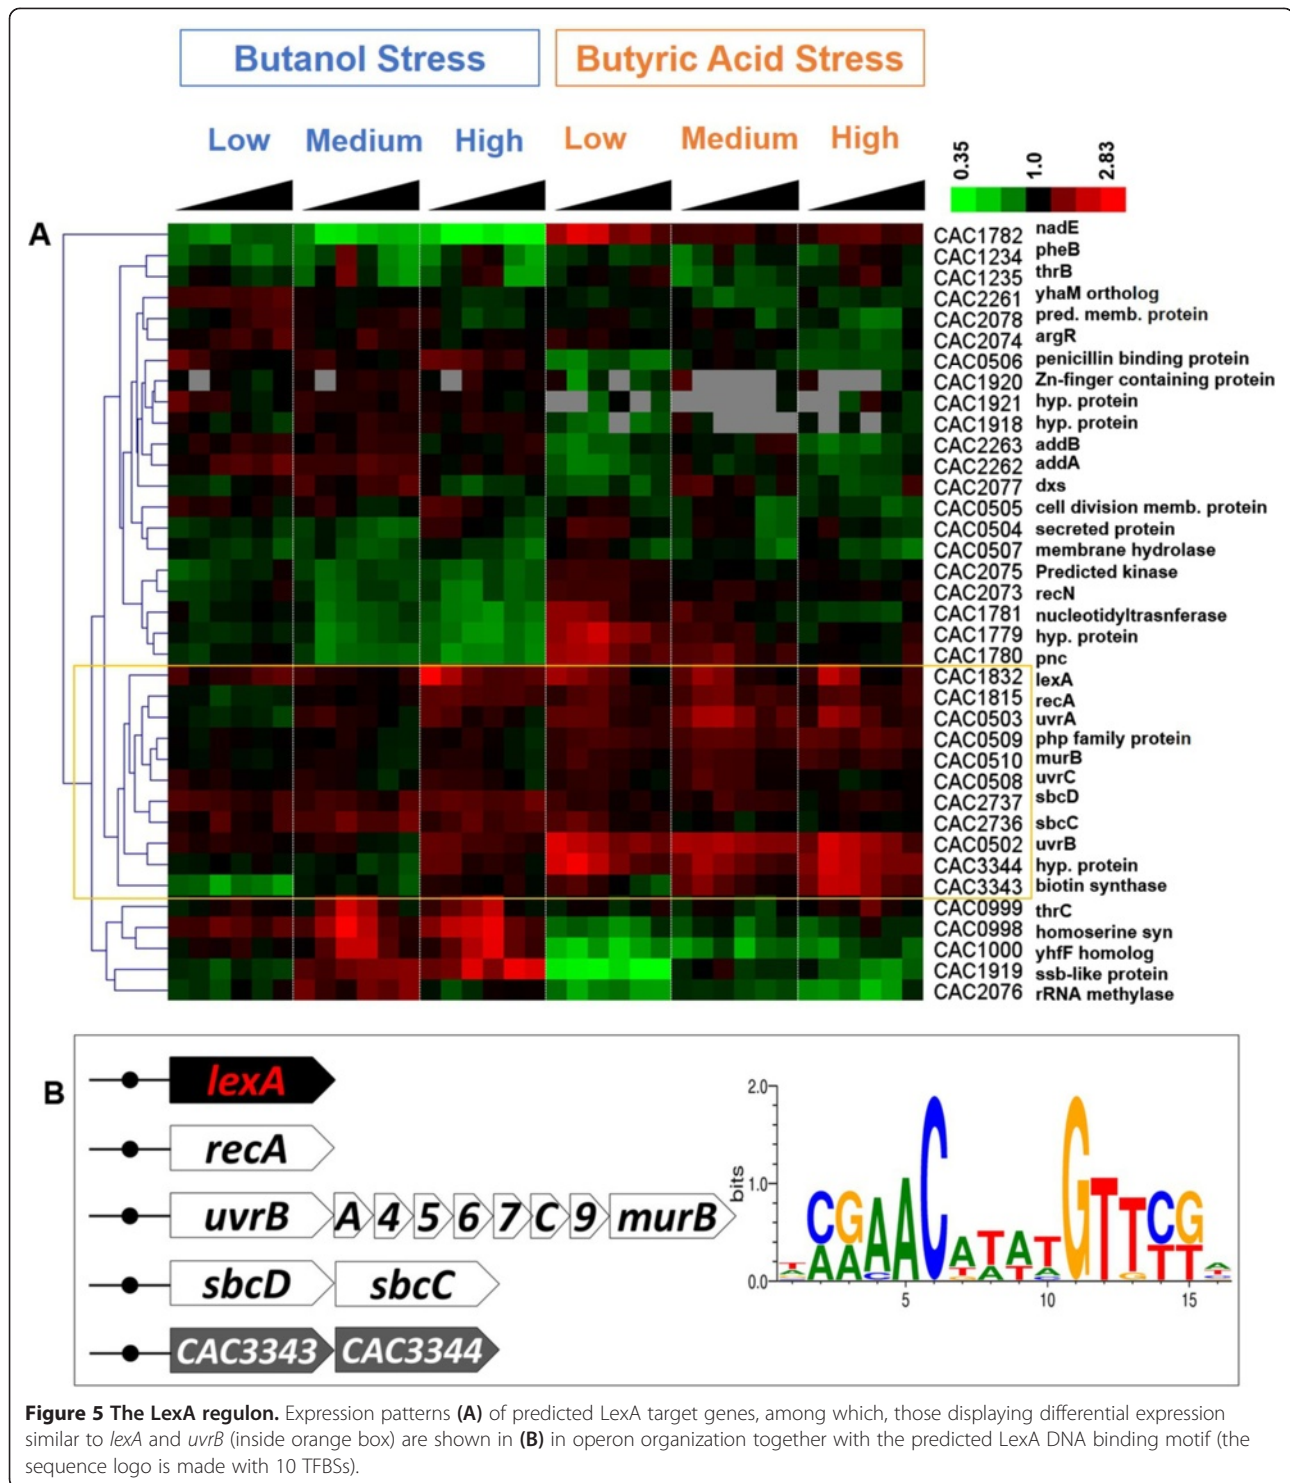 Butanol Stress Butyric Acid Stress
Low Medium High Low Medium High
0.35 1.0 2.83
A
CAC1782 nadE
CAC1234 pheB
CAC1235 thrB
CAC2261 yhaM ortholog
CAC2078 pred. memb. protein
CAC2074 argR
CAC0506 penicillin binding protein
CAC1920 Zn-finger containing protein
CAC1921 hyp. protein
CAC1918 hyp. protein
CAC2263 addB
CAC2262 addA
CAC2077 dxs
CAC0505 cell division memb. protein
CAC0504 secreted protein
CAC0507 membrane hydrolase
CAC2075 Predicted kinase
CAC2073 recN
CAC1781 nucleotidyltrasnferase
CAC1779 hyp. protein
CAC1780 pnc
CAC1832 lexA
CAC1815 recA
CAC0503 uvrA
CAC0509 php family protein
CAC0510 murB
CAC0508 uvrC
CAC2737 sbcD
CAC2736 sbcC
CAC0502 uvrB
CAC3344 hyp. protein
CAC3343 biotin synthase
CAC0999 thrC
CAC0998 homoserine syn
CAC1000 yhfF homolog
CAC1919 ssb-like protein
CAC2076 rRNA methylase
B
lexA
recA
uvrB A 4 5 6 7 C 9 murB
sbcD sbcC
CAC3343 CAC3344
2.0
1.0
0.0
bits
CGAACATATGTTCG
5 10 15
Figure 5 The LexA regulon. Expression patterns (A) of predicted LexA target genes, among which, those displaying differential expression
similar to lexA and uvrB (inside orange box) are shown in (B) in operon organization together with the predicted LexA DNA binding motif (the
sequence logo is made with 10 TFBSs).